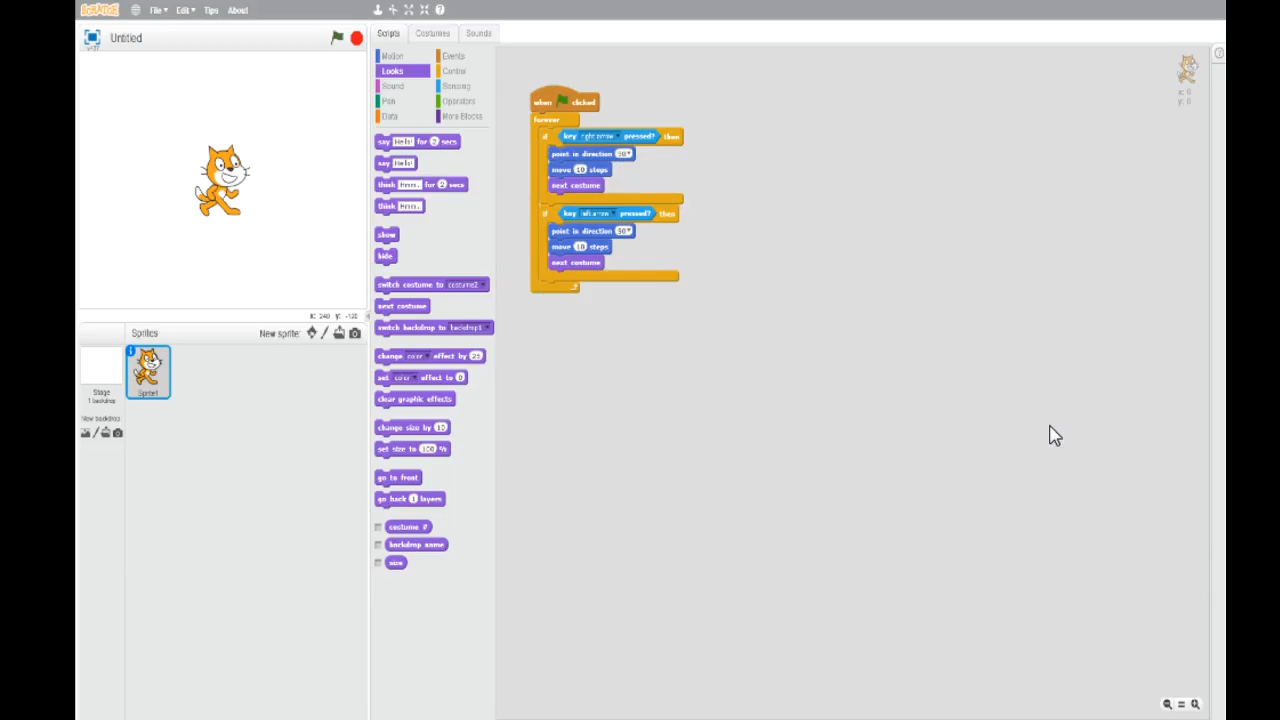 SCRATCH File Edit Tips About
Untitled
Scripts Costumes Sounds
Motion Events
Looks Control
Sound Sensing
Pen Operators
Data More Blocks
say Hello! for 2 secs
say Hello!
think Hmm... for 2 secs
think Hmm...
show
hide
switch costume to costume2
next costume
switch backdrop to backdrop1
change color effect by 25
set color effect to 0
clear graphic effects
change size by 10
set size to 100 %
go to front
go back 1 layers
costume #
backdrop name
size
when clicked
forever
if key right arrow pressed? then
point in direction 90
move 10 steps
next costume
if key left arrow pressed? then
point in direction 90
move 10 steps
next costume
x: 0
y: 0
X: 240 y: -120
Sprites New sprite:
Stage
1 backdrop
New backdrop
Sprite1